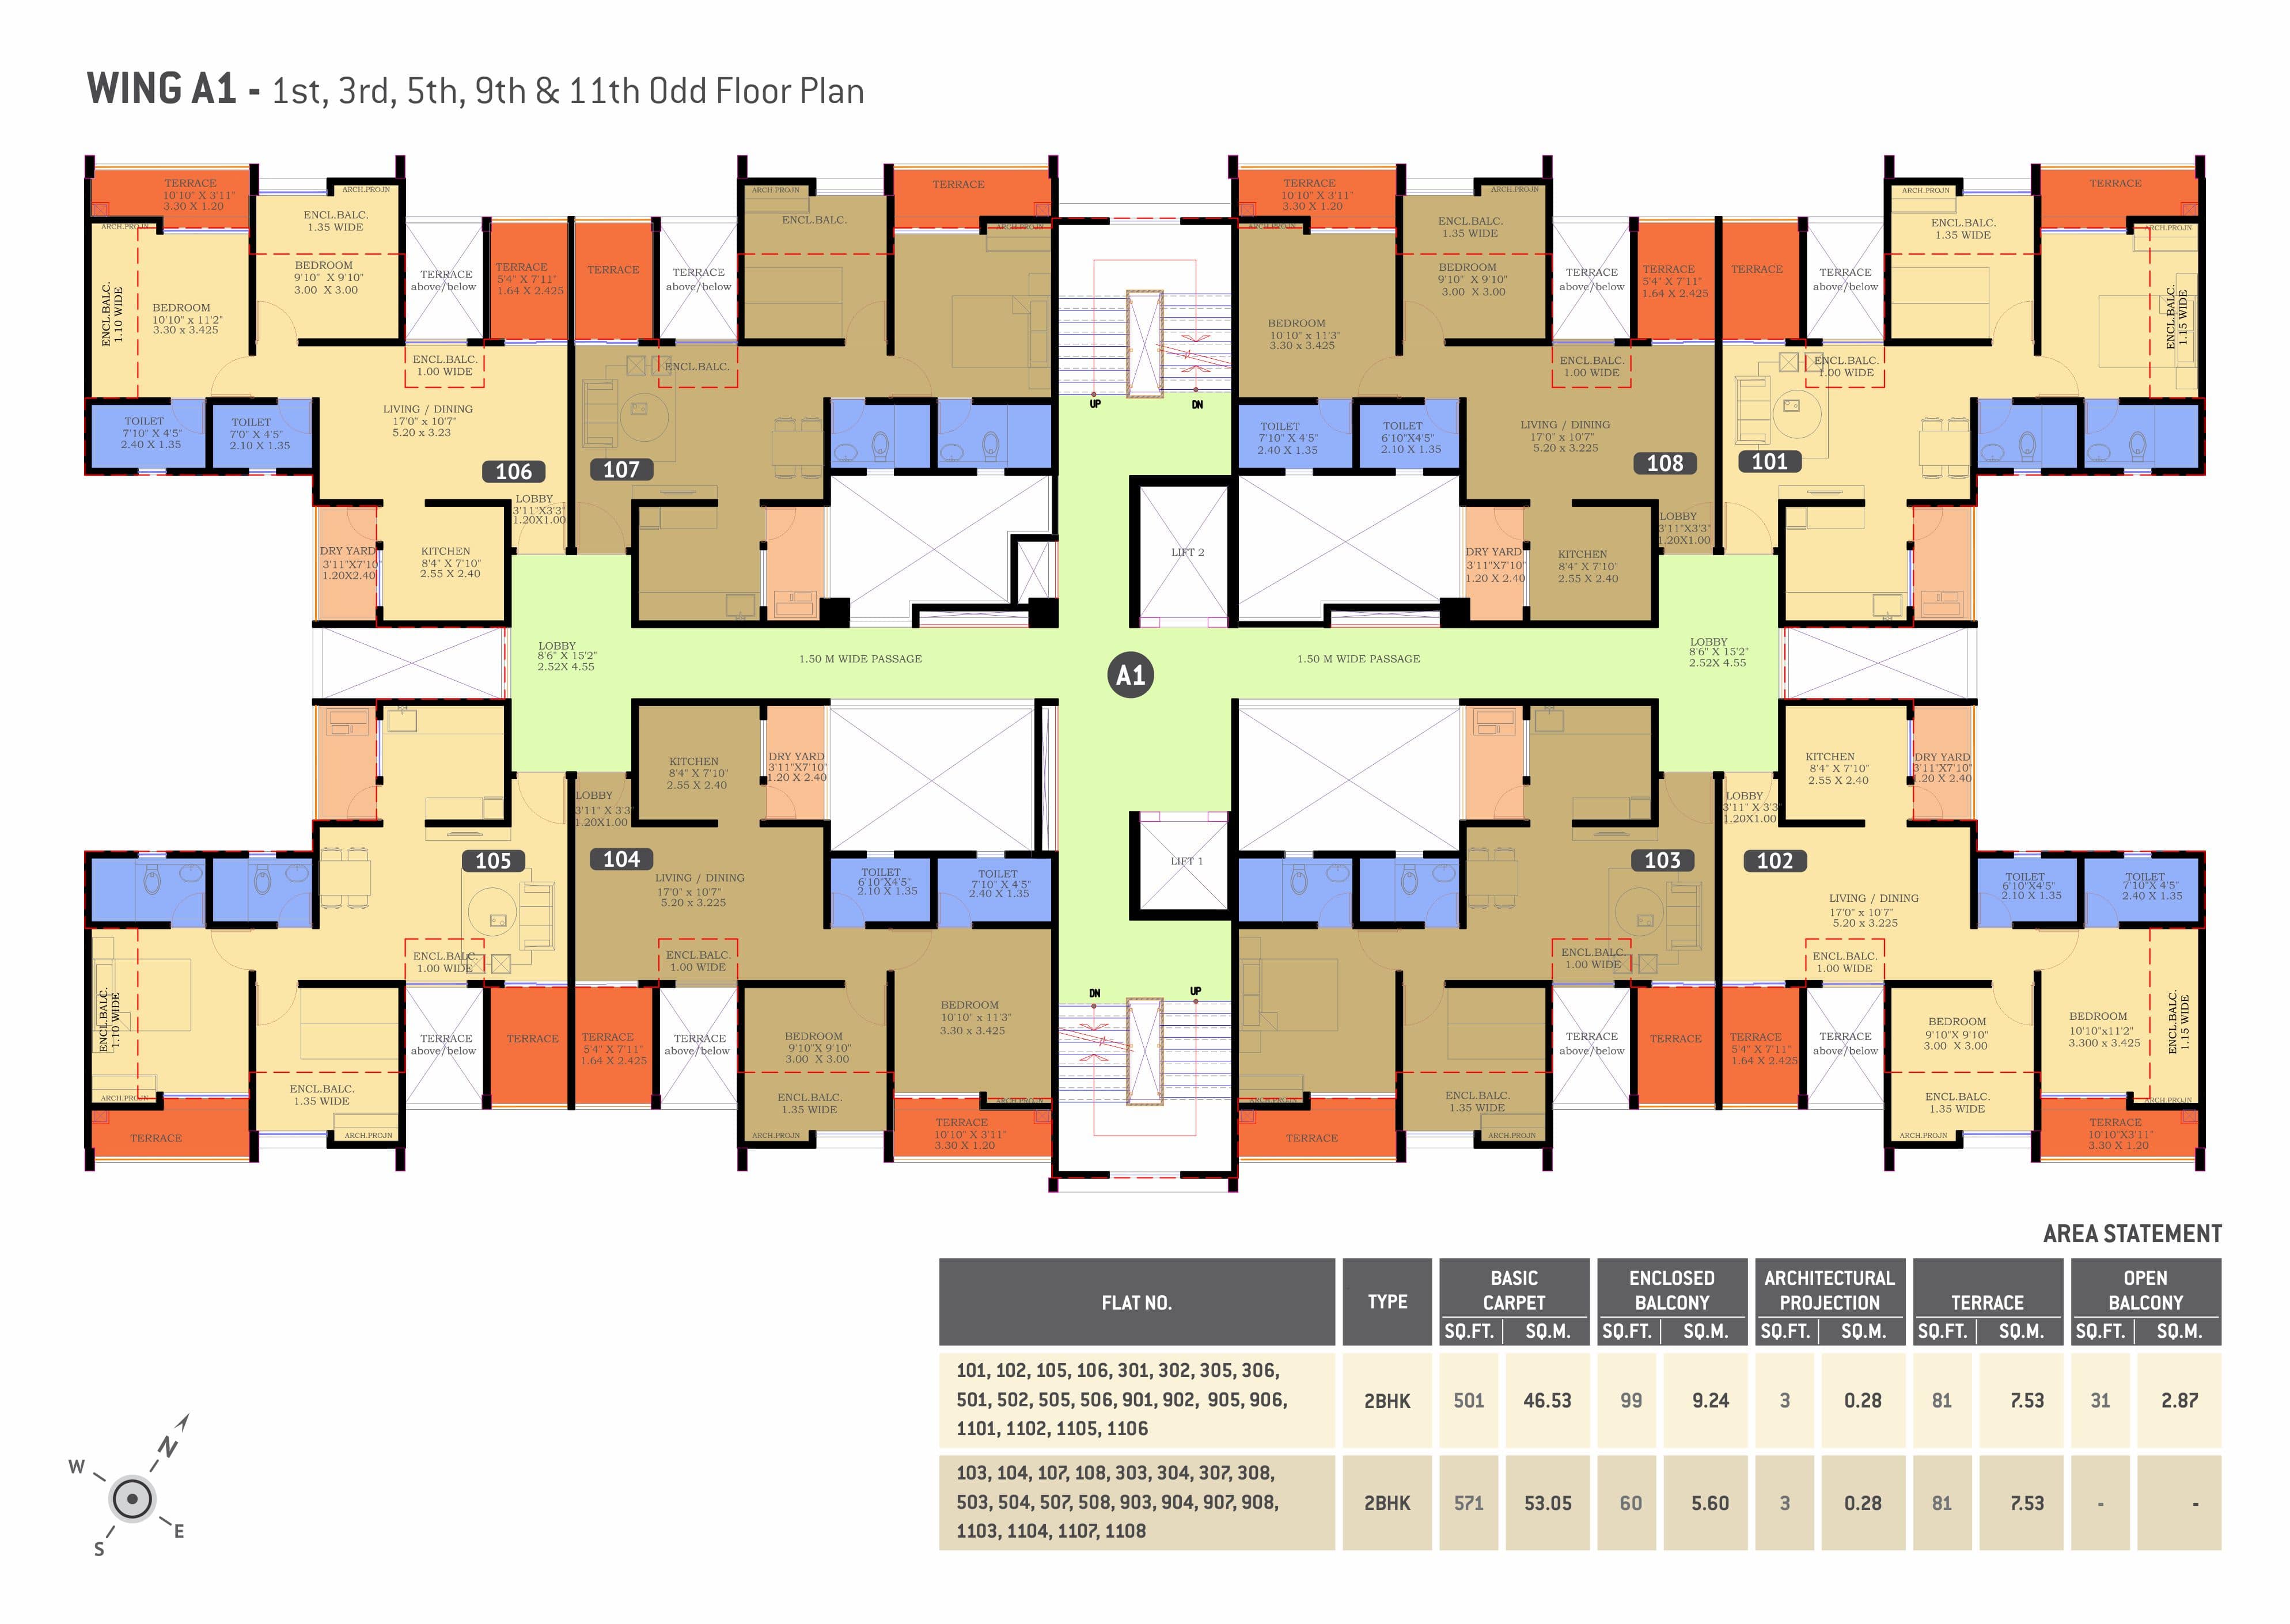 WING A1 - 1st, 3rd, 5th, 9th & 11th Odd Floor Plan
TERRACE
10'10" X 3'11"
3.30 X 1.20
ARCH.PROJN
ARCH.PROJN
ENCL.BALC.
1.35 WIDE
BEDROOM
9'10" X 9'10"
3.00 X 3.00
ENCL.BALC.
1.10 WIDE
BEDROOM
10'10" x 11'2"
3.30 x 3.425
TERRACE
above/below
TERRACE
5'4" X 7'11"
1.64 X 2.425
ENCL.BALC.
1.00 WIDE
TOILET
7'10" X 4'5"
2.40 X 1.35
TOILET
7'0" X 4'5"
2.10 X 1.35
LIVING / DINING
17'0" x 10'7"
5.20 x 3.23
106
LOBBY
3'11"X3'3"
1.20X1.00
DRY YARD
3'11"X7'10"
1.20X2.40
KITCHEN
8'4" X 7'10"
2.55 X 2.40
TERRACE
TERRACE
above/below
ARCH.PROJN
ENCL.BALC.
TERRACE
ARCH.PROJN
ENCL.BALC.
107
UP
DN
TERRACE
10'10" X 3'11"
3.30 X 1.20
ARCH.PROJN
ARCH.PROJN
ENCL.BALC.
1.35 WIDE
BEDROOM
9'10" X 9'10"
3.00 X 3.00
BEDROOM
10'10" x 11'3"
3.30 x 3.425
TERRACE
above/below
TERRACE
5'4" X 7'11"
1.64 X 2.425
ENCL.BALC.
1.00 WIDE
TOILET
7'10" X 4'5"
2.40 X 1.35
TOILET
6'10"X4'5"
2.10 X 1.35
LIVING / DINING
17'0" x 10'7"
5.20 x 3.225
108
LOBBY
3'11"X3'3"
1.20X1.00
DRY YARD
3'11"X7'10"
1.20 X 2.40
KITCHEN
8'4" X 7'10"
2.55 X 2.40
TERRACE
TERRACE
above/below
ARCH.PROJN
ENCL.BALC.
1.35 WIDE
TERRACE
ARCH.PROJN
ENCL.BALC.
1.15 WIDE
ENCL.BALC.
1.00 WIDE
101
LIFT 2
LOBBY
8'6" X 15'2"
2.52X 4.55
1.50 M WIDE PASSAGE
A1
1.50 M WIDE PASSAGE
LOBBY
8'6" X 15'2"
2.52X 4.55
105
ENCL.BALC.
1.00 WIDE
ENCL.BALC.
1.10 WIDE
ARCH.PROJN
TERRACE
ENCL.BALC.
1.35 WIDE
ARCH.PROJN
TERRACE
above/below
TERRACE
KITCHEN
8'4" X 7'10"
2.55 X 2.40
DRY YARD
3'11"X7'10"
1.20 X 2.40
LOBBY
3'11" X 3'3"
1.20X1.00
104
LIVING / DINING
17'0" x 10'7"
5.20 x 3.225
TOILET
6'10"X4'5"
2.10 X 1.35
TOILET
7'10" X 4'5"
2.40 X 1.35
ENCL.BALC.
1.00 WIDE
TERRACE
5'4" X 7'11"
1.64 X 2.425
TERRACE
above/below
BEDROOM
9'10"X 9'10"
3.00 X 3.00
ENCL.BALC.
1.35 WIDE
ARCH.PROJN
BEDROOM
10'10" x 11'3"
3.30 x 3.425
ARCH.PROJN
TERRACE
10'10" X 3'11"
3.30 X 1.20
LIFT 1
DN
UP
103
ENCL.BALC.
1.00 WIDE
ARCH.PROJN
TERRACE
ENCL.BALC.
1.35 WIDE
ARCH.PROJN
TERRACE
above/below
TERRACE
KITCHEN
8'4" X 7'10"
2.55 X 2.40
DRY YARD
3'11"X7'10"
1.20 X 2.40
LOBBY
3'11" X 3'3"
1.20X1.00
102
LIVING / DINING
17'0" x 10'7"
5.20 x 3.225
TOILET
6'10"X4'5"
2.10 X 1.35
TOILET
7'10"X 4'5"
2.40 X 1.35
ENCL.BALC.
1.00 WIDE
TERRACE
5'4" X 7'11"
1.64 X 2.425
TERRACE
above/below
BEDROOM
9'10"X 9'10"
3.00 X 3.00
ENCL.BALC.
1.35 WIDE
ARCH.PROJN
BEDROOM
10'10"x11'2"
3.300 x 3.425
ENCL.BALC.
1.15 WIDE
ARCH.PROJN
TERRACE
10'10"X3'11"
3.30 X 1.20
AREA STATEMENT
FLAT NO. TYPE BASIC CARPET ENCLOSED BALCONY ARCHITECTURAL PROJECTION TERRACE OPEN BALCONY
SQ.FT. SQ.M. SQ.FT. SQ.M. SQ.FT. SQ.M. SQ.FT. SQ.M. SQ.FT. SQ.M.
101, 102, 105, 106, 301, 302, 305, 306,
501, 502, 505, 506, 901, 902, 905, 906,
1101, 1102, 1105, 1106
2BHK 501 46.53 99 9.24 3 0.28 81 7.53 31 2.87
103, 104, 107, 108, 303, 304, 307, 308,
503, 504, 507, 508, 903, 904, 907, 908,
1103, 1104, 1107, 1108
2BHK 571 53.05 60 5.60 3 0.28 81 7.53 - -
N
W
E
S